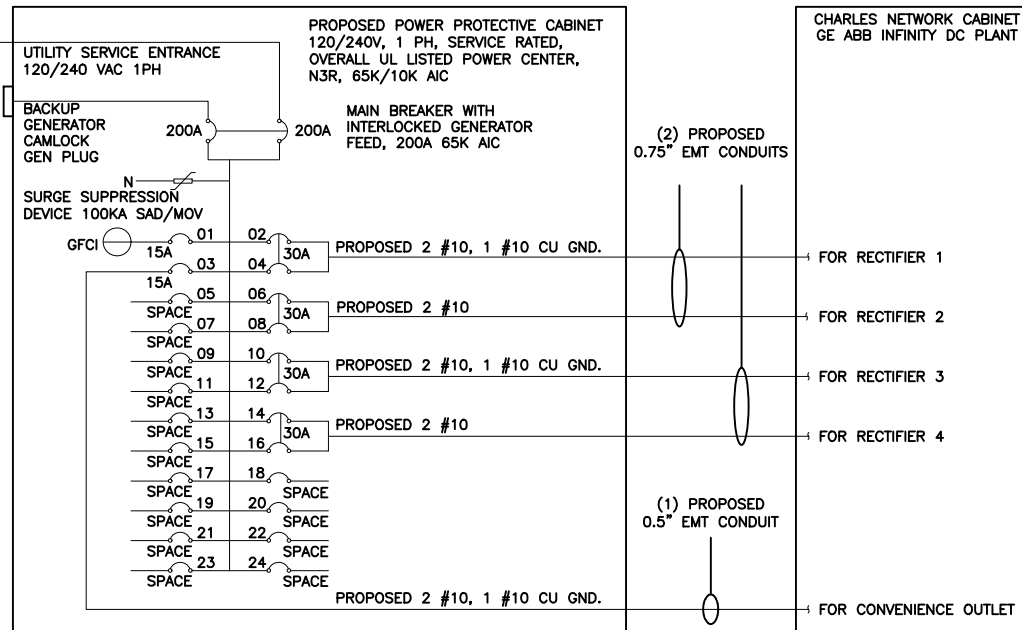 PROPOSED POWER PROTECTIVE CABINET
120/240V, 1 PH, SERVICE RATED,
OVERALL UL LISTED POWER CENTER,
N3R, 65K/10K AIC
CHARLES NETWORK CABINET
GE ABB INFINITY DC PLANT
UTILITY SERVICE ENTRANCE
120/240 VAC 1PH
BACKUP
GENERATOR
CAMLOCK
GEN PLUG
200A
200A
MAIN BREAKER WITH
INTERLOCKED GENERATOR
FEED, 200A 65K AIC
(2) PROPOSED
0.75" EMT CONDUITS
N
SURGE SUPPRESSION
DEVICE 100KA SAD/MOV
GFCI
15A
01
02
30A
PROPOSED 2 #10, 1 #10 CU GND.
FOR RECTIFIER 1
15A
03
04
SPACE
05
06
30A
PROPOSED 2 #10
FOR RECTIFIER 2
SPACE
07
08
SPACE
09
10
30A
PROPOSED 2 #10, 1 #10 CU GND.
FOR RECTIFIER 3
SPACE
11
12
SPACE
13
14
30A
PROPOSED 2 #10
FOR RECTIFIER 4
SPACE
15
16
SPACE
17
18
SPACE
SPACE
19
20
SPACE
SPACE
21
22
SPACE
SPACE
23
24
SPACE
(1) PROPOSED
0.5" EMT CONDUIT
PROPOSED 2 #10, 1 #10 CU GND.
FOR CONVENIENCE OUTLET